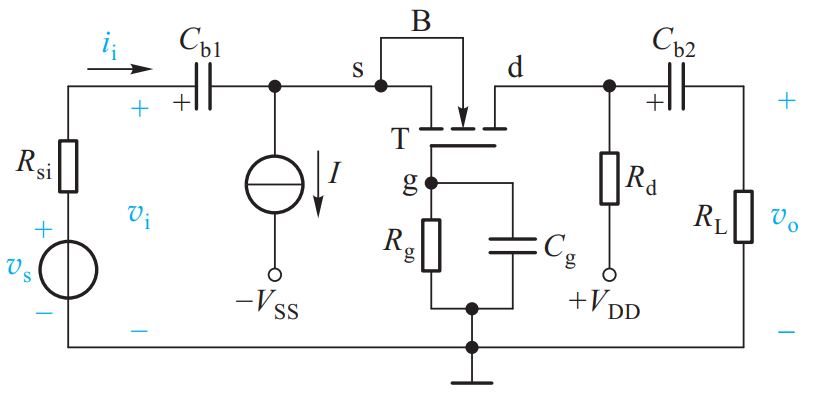 B
i_i
C_b1
s
d
C_b2
+
+
+
+
T
R_si
I
g
R_d
v_i
R_g
C_g
R_L
v_o
+
v_s
−V_SS
+V_DD
−
−
−